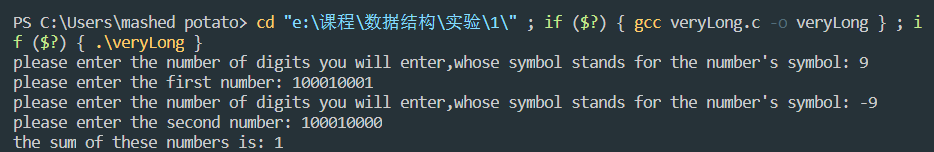 PS C:\Users\mashed potato> cd "e:\课程\数据结构\实验\1\" ; if ($?) { gcc veryLong.c -o veryLong } ; i
f ($?) { .\veryLong }
please enter the number of digits you will enter,whose symbol stands for the number's symbol: 9
please enter the first number: 100010001
please enter the number of digits you will enter,whose symbol stands for the number's symbol: -9
please enter the second number: 100010000
the sum of these numbers is: 1